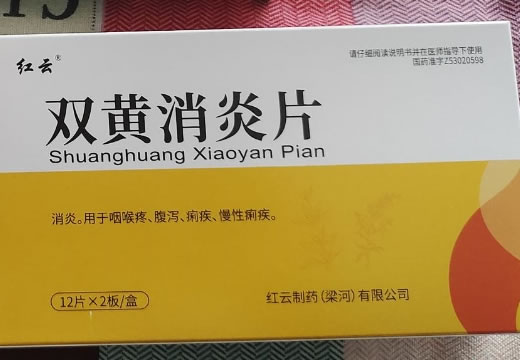 红云®
请仔细阅读说明书并在医师指导下使用
国药准字Z53020598
双黄消炎片
Shuanghuang Xiaoyan Pian
消炎。用于咽喉疼、腹泻、痢疾、慢性痢疾。
12片×2板/盒
红云制药(梁河)有限公司